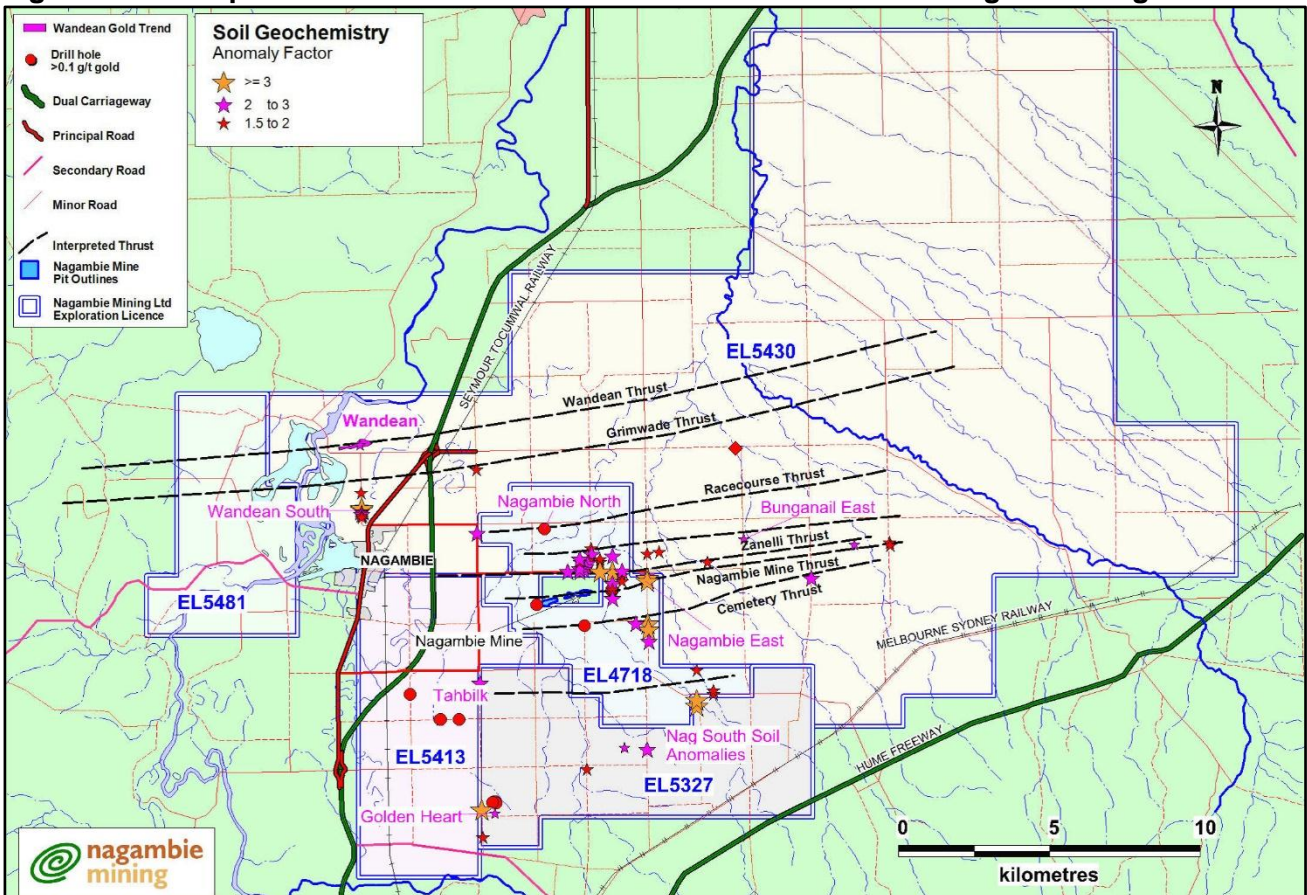 Wandean Gold Trend
Drill hole
>0.1 g/t gold
Dual Carriageway
Principal Road
Secondary Road
Minor Road
Interpreted Thrust
Nagambie Mine
Pit Outlines
Nagambie Mining Ltd
Exploration Licence
Soil Geochemistry
Anomaly Factor
>= 3
2 to 3
1.5 to 2
N
SEYMOUR TOCUMWAL RAILWAY
EL5430
Wandean Thrust
Grimwade Thrust
Wandean
Racecourse Thrust
Nagambie North
Bunganail East
Wandean South
Zanelli Thrust
NAGAMBIE
Nagambie Mine Thrust
Cemetery Thrust
EL5481
Nagambie Mine
Nagambie East
MELBOURNE SYDNEY RAILWAY
EL4718
Tahbilk
Nag South Soil
Anomalies
HUME FREEWAY
EL5413
EL5327
Golden Heart
0 5 10
kilometres
nagambie
mining